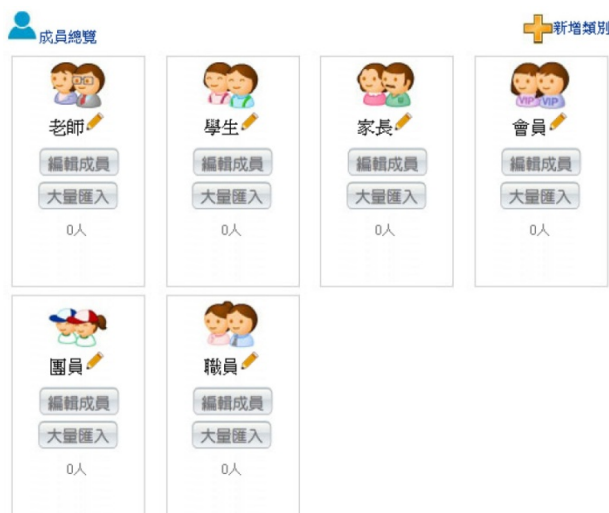 成員總覽
新增類別
老師
學生
家長
會員
VIP VIP
編輯成員
編輯成員
編輯成員
編輯成員
大量匯入
大量匯入
大量匯入
大量匯入
0人
0人
0人
0人
團員
職員
編輯成員
編輯成員
大量匯入
大量匯入
0人
0人